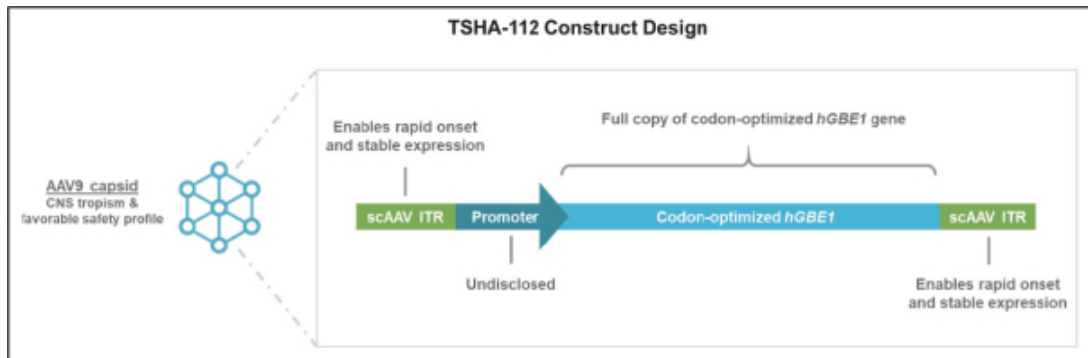 TSHA-112 Construct Design
Enables rapid onset
and stable expression
Full copy of codon-optimized hGBE1 gene
AAV9 capsid
CNS tropism &
favorable safety profile
scAAV ITR
Promoter
Codon-optimized hGBE1
scAAV ITR
Undisclosed
Enables rapid onset
and stable expression